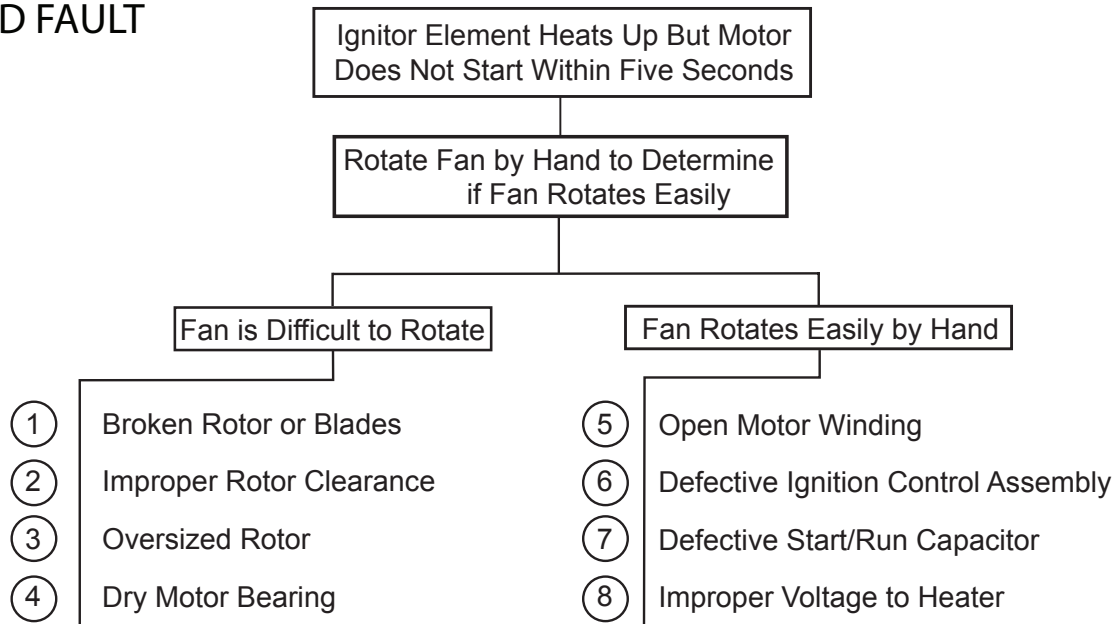 D FAULT
Ignitor Element Heats Up But Motor
Does Not Start Within Five Seconds
Rotate Fan by Hand to Determine
if Fan Rotates Easily
Fan is Difficult to Rotate
Fan Rotates Easily by Hand
1 Broken Rotor or Blades
2 Improper Rotor Clearance
3 Oversized Rotor
4 Dry Motor Bearing
5 Open Motor Winding
6 Defective Ignition Control Assembly
7 Defective Start/Run Capacitor
8 Improper Voltage to Heater